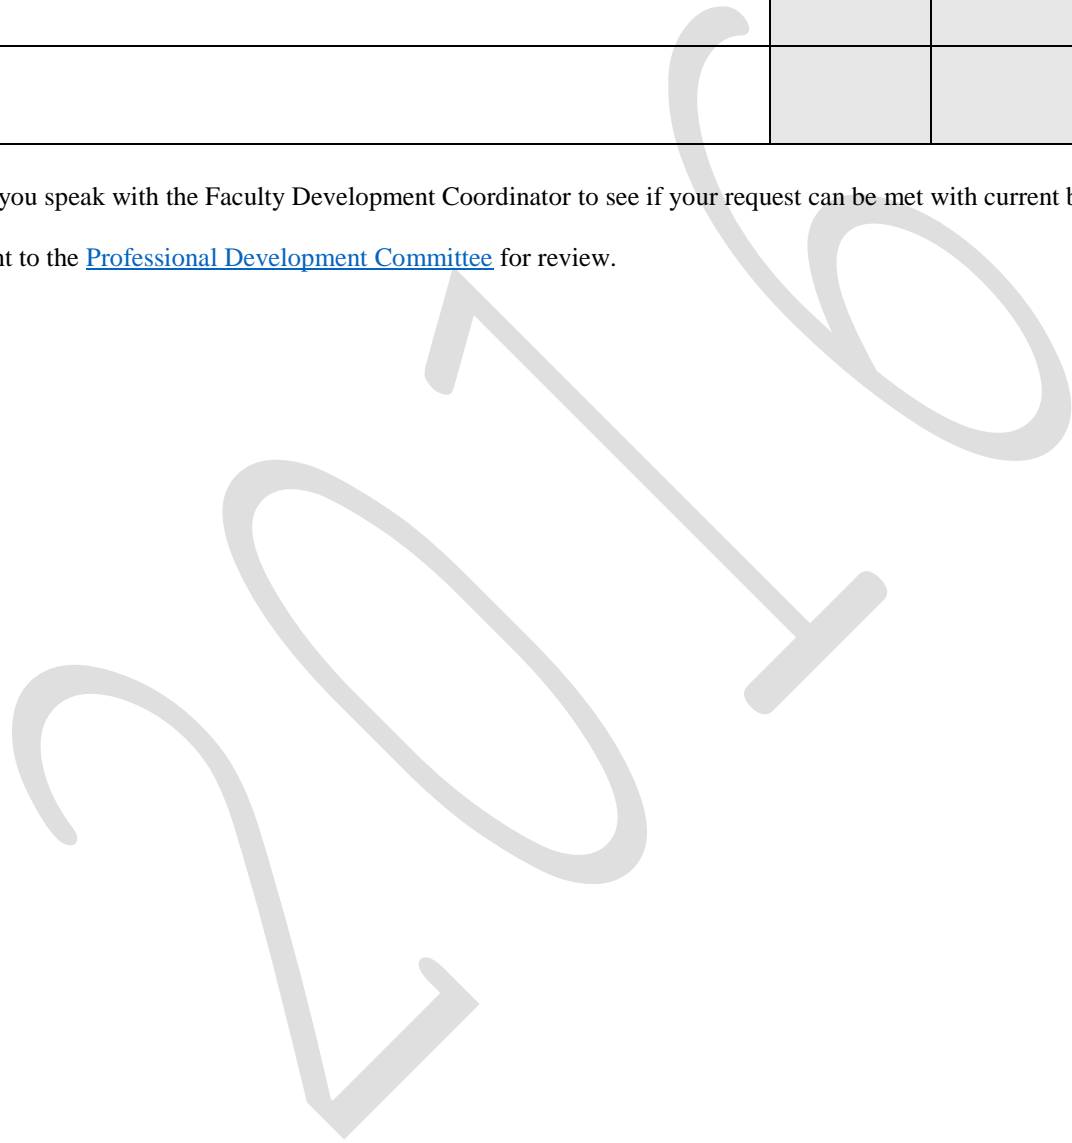 you speak with the Faculty Development Coordinator to see if your request can be met with current
to the Professional Development Committee for review.
2016